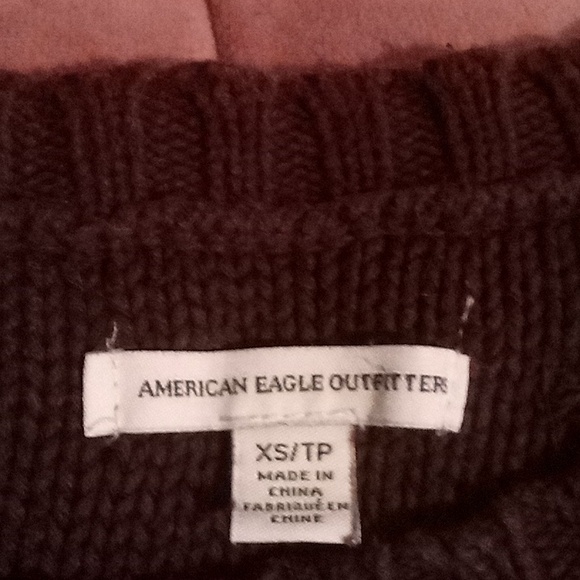 AMERICAN EAGLE OUTFITTERS
XS/TP
MADE IN
CHINA
FABRIQUÉ EN
CHINE